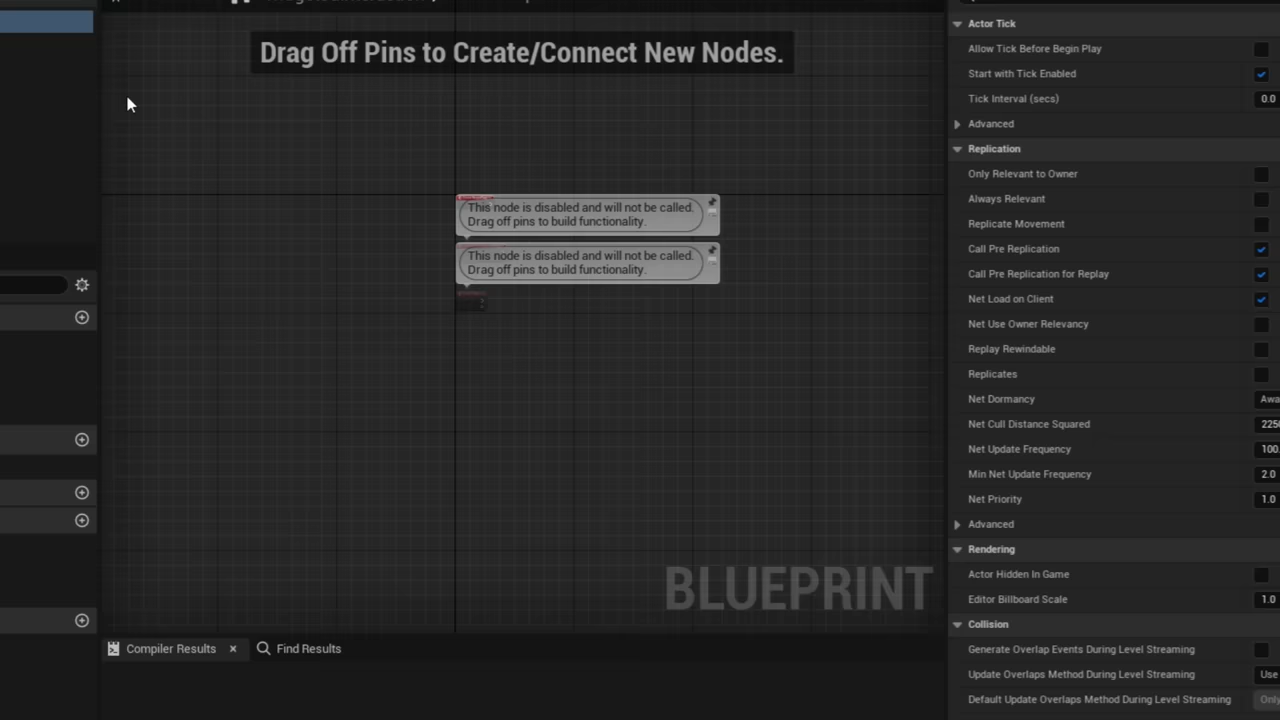 Drag Off Pins to Create/Connect New Nodes.
This node is disabled and will not be called.
Drag off pins to build functionality.
This node is disabled and will not be called.
Drag off pins to build functionality.
BLUEPRINT
Compiler Results
Find Results
Actor Tick
Allow Tick Before Begin Play
Start with Tick Enabled
Tick Interval (secs) 0.0
Advanced
Replication
Only Relevant to Owner
Always Relevant
Replicate Movement
Call Pre Replication
Call Pre Replication for Replay
Net Load on Client
Net Use Owner Relevancy
Replay Rewindable
Replicates
Net Dormancy Awa
Net Cull Distance Squared 2250
Net Update Frequency 100.
Min Net Update Frequency 2.0
Net Priority 1.0
Advanced
Rendering
Actor Hidden In Game
Editor Billboard Scale 1.0
Collision
Generate Overlap Events During Level Streaming
Update Overlaps Method During Level Streaming Use
Default Update Overlaps Method During Level Streaming Only